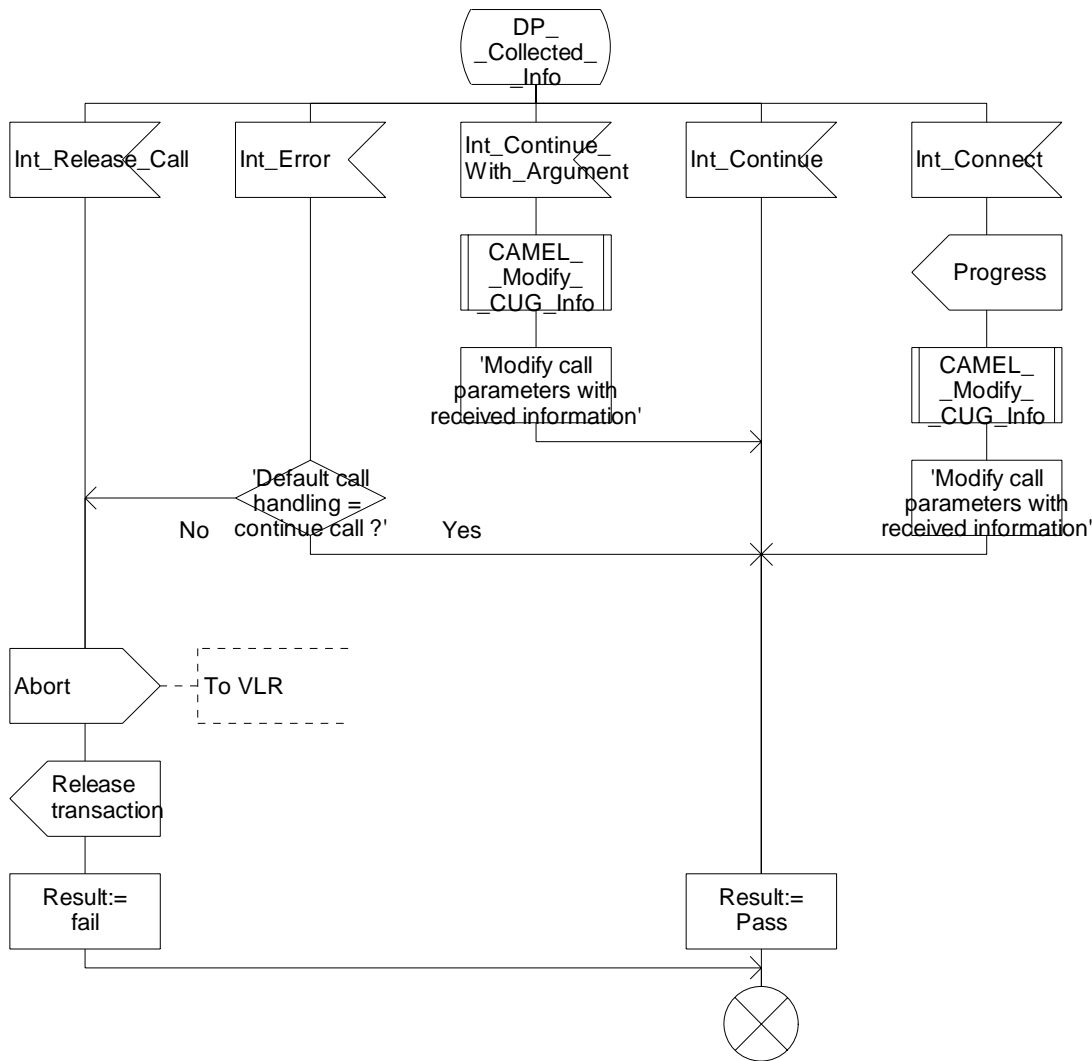 DP_
_Collected_
_Info
Int_Release_Call
Int_Error
Int_Continue_
With_Argument
Int_Continue
Int_Connect
CAMEL_
_Modify_
_CUG_Info
Progress
'Modify call
parameters with
received information'
CAMEL_
_Modify_
_CUG_Info
'Default call
handling =
continue call ?'
No
Yes
'Modify call
parameters with
received information'
Abort
To VLR
Release
transaction
Result:=
fail
Result:=
Pass